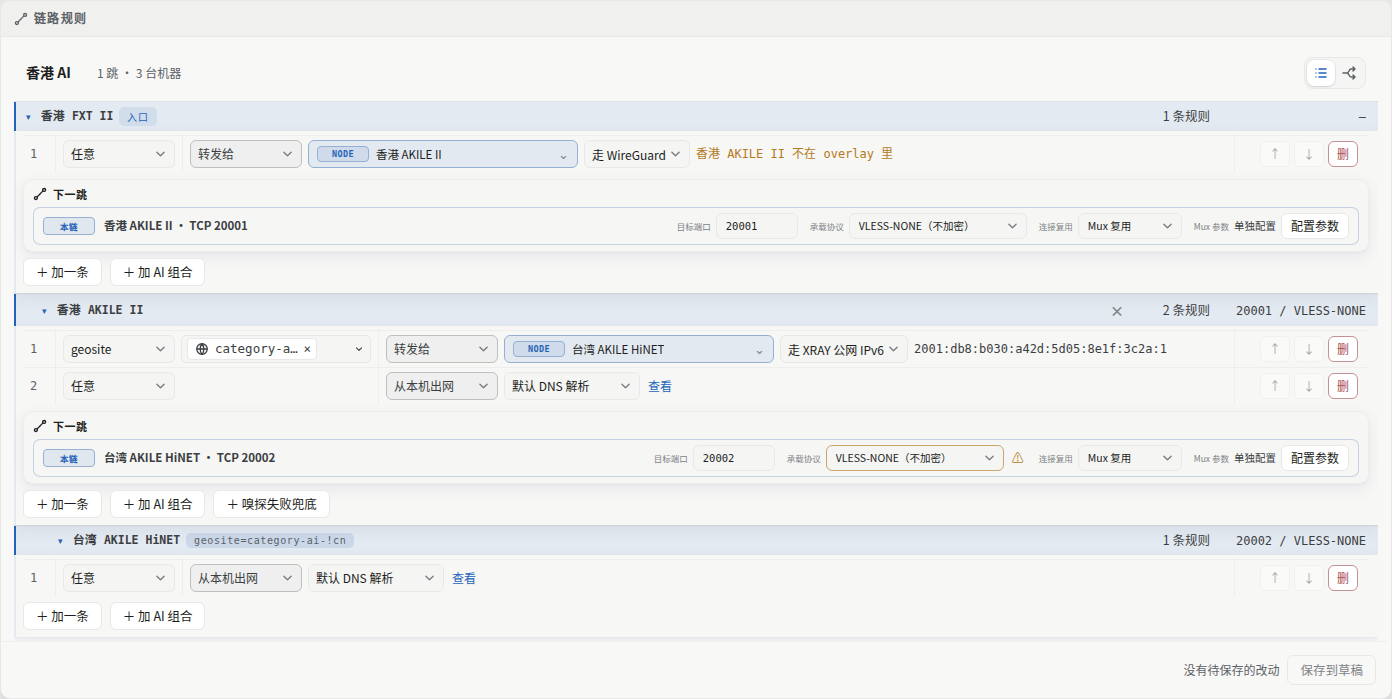 链路规则
香港 AI 1 跳 · 3 台机器
▾ 香港 FXT II 入口 1 条规则 —
1 任意 转发给 NODE 香港 AKILE II 走 WireGuard 香港 AKILE II 不在 overlay 里 ↑ ↓ 删
下一跳
本链 香港 AKILE II · TCP 20001 目标端口 20001 承载协议 VLESS-NONE（不加密） 连接复用 Mux 复用 Mux 参数 单独配置 配置参数
＋ 加一条 ＋ 加 AI 组合
▾ 香港 AKILE II × 2 条规则 20001 / VLESS-NONE
1 geosite category-a… × 转发给 NODE 台湾 AKILE HiNET 走 XRAY 公网 IPv6 2001:db8:b030:a42d:5d05:8e1f:3c2a:1 ↑ ↓ 删
2 任意 从本机出网 默认 DNS 解析 查看 ↑ ↓ 删
下一跳
本链 台湾 AKILE HiNET · TCP 20002 目标端口 20002 承载协议 VLESS-NONE（不加密） 连接复用 Mux 复用 Mux 参数 单独配置 配置参数
＋ 加一条 ＋ 加 AI 组合 ＋ 嗅探失败兜底
▾ 台湾 AKILE HiNET geosite=category-ai-!cn 1 条规则 20002 / VLESS-NONE
1 任意 从本机出网 默认 DNS 解析 查看 ↑ ↓ 删
＋ 加一条 ＋ 加 AI 组合
没有待保存的改动 保存到草稿